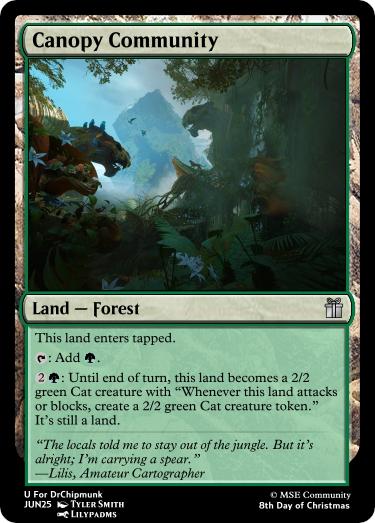 Canopy Community
Land — Forest
This land enters tapped.
: Add .
2 : Until end of turn, this land becomes a 2/2
green Cat creature with “Whenever this land attacks
or blocks, create a 2/2 green Cat creature token.”
It's still a land.
“The locals told me to stay out of the jungle. But it's
alright; I'm carrying a spear.”
—Lilis, Amateur Cartographer
U For DrChipmunk
JUN25 Tyler Smith
Lilypadms
© MSE Community
8th Day of Christmas